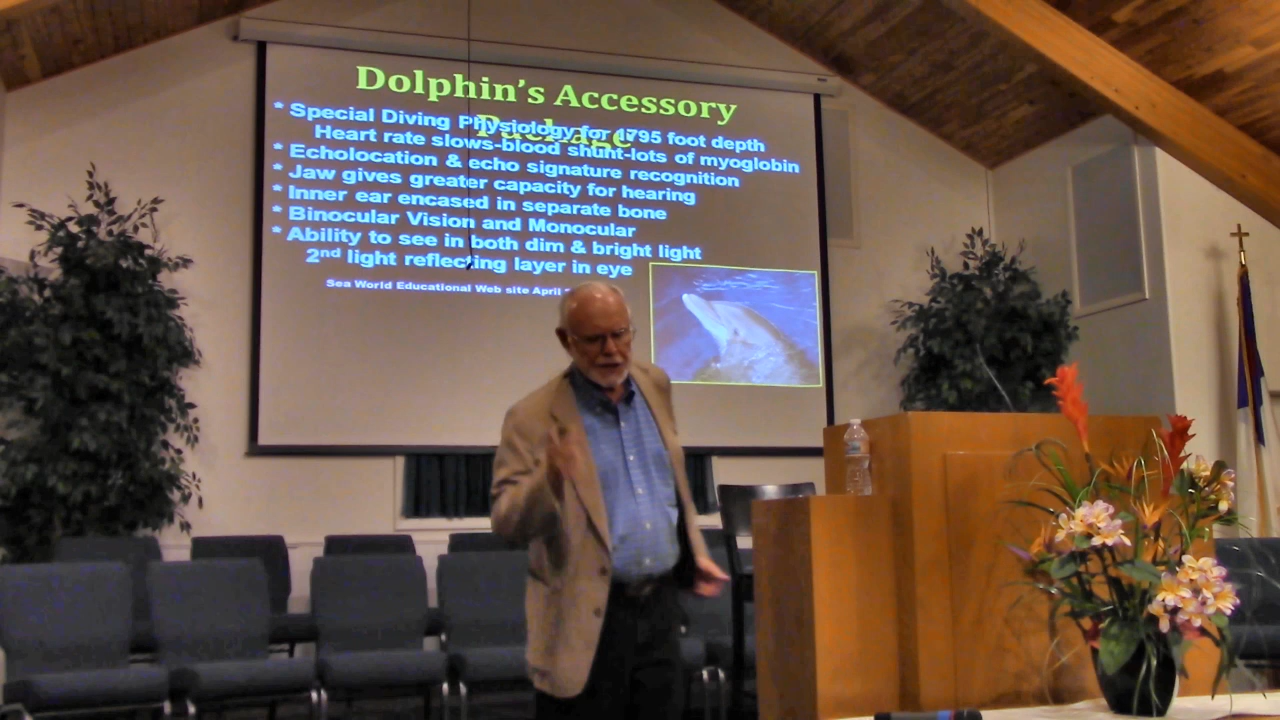 Dolphin's Accessory
Package
* Special Diving Physiology for 1795 foot depth
Heart rate slows-blood shunt-lots of myoglobin
* Echolocation & echo signature recognition
* Jaw gives greater capacity for hearing
* Inner ear encased in separate bone
* Binocular Vision and Monocular
* Ability to see in both dim & bright light
2nd light reflecting layer in eye
Sea World Educational Web site April